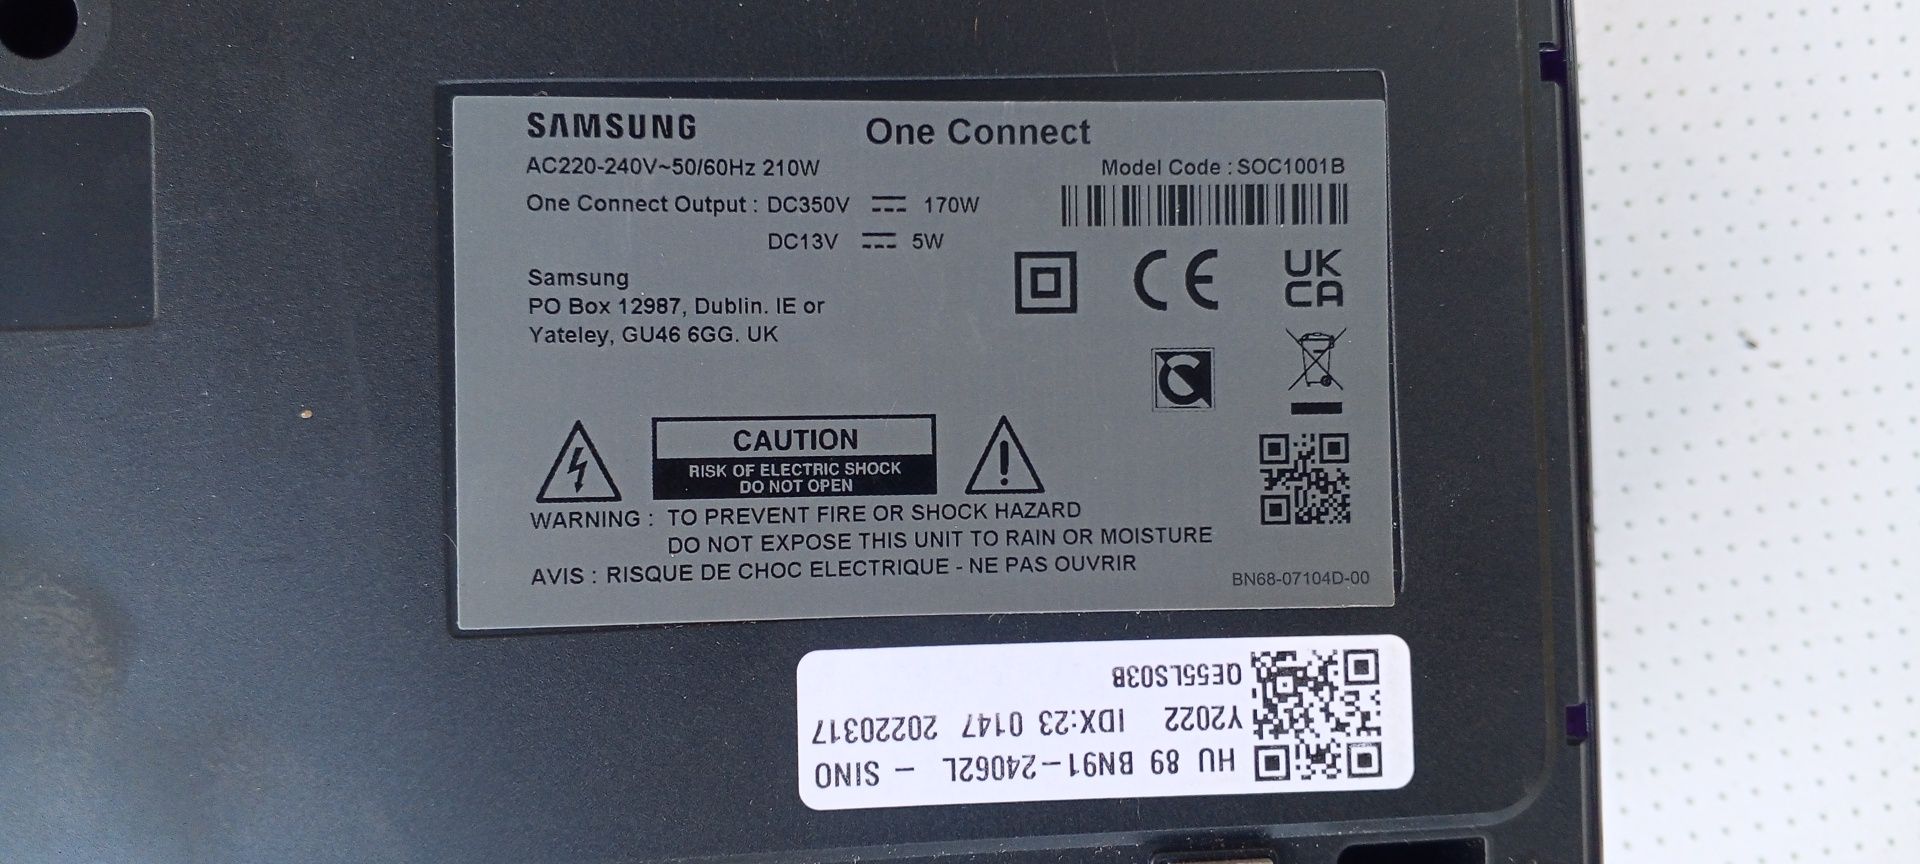 SAMSUNG
One Connect
AC220-240V~50/60Hz 210W
Model Code : SOC1001B
One Connect Output : DC350V 170W
DC13V 5W
Samsung
PO Box 12987, Dublin. IE or
Yateley, GU46 6GG. UK
CE
UK
CA
CAUTION
RISK OF ELECTRIC SHOCK
DO NOT OPEN
WARNING : TO PREVENT FIRE OR SHOCK HAZARD
DO NOT EXPOSE THIS UNIT TO RAIN OR MOISTURE
AVIS : RISQUE DE CHOC ELECTRIQUE - NE PAS OUVRIR
BN68-07104D-00
HU 89 BN91-24062L - SINO
Y2022 IDX:23 0147 20220317
QE55LS03B